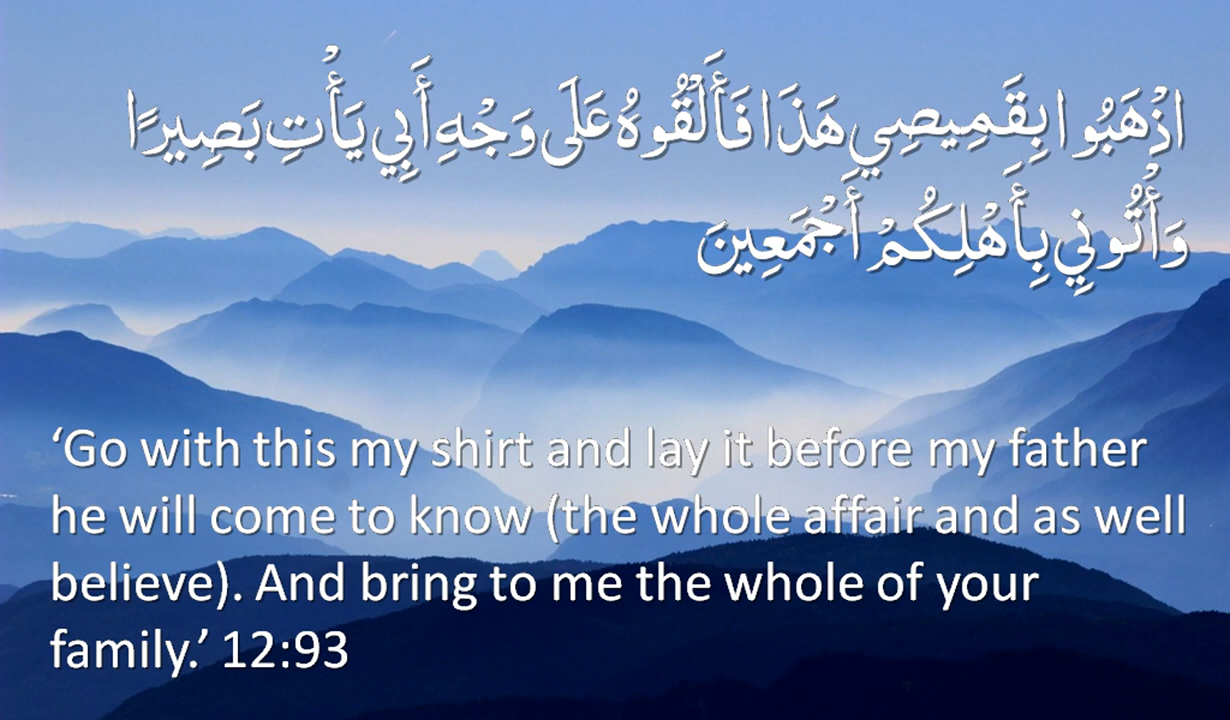 اذْهَبُوا بِقَمِيصِي هَذَا فَأَلْقُوهُ عَلَى وَجْهِ أَبِي يَأْتِ بَصِيرًا
وَأْتُونِي بِأَهْلِكُمْ أَجْمَعِينَ
‘Go with this my shirt and lay it before my father
he will come to know (the whole affair and as well
believe). And bring to me the whole of your
family.’ 12:93